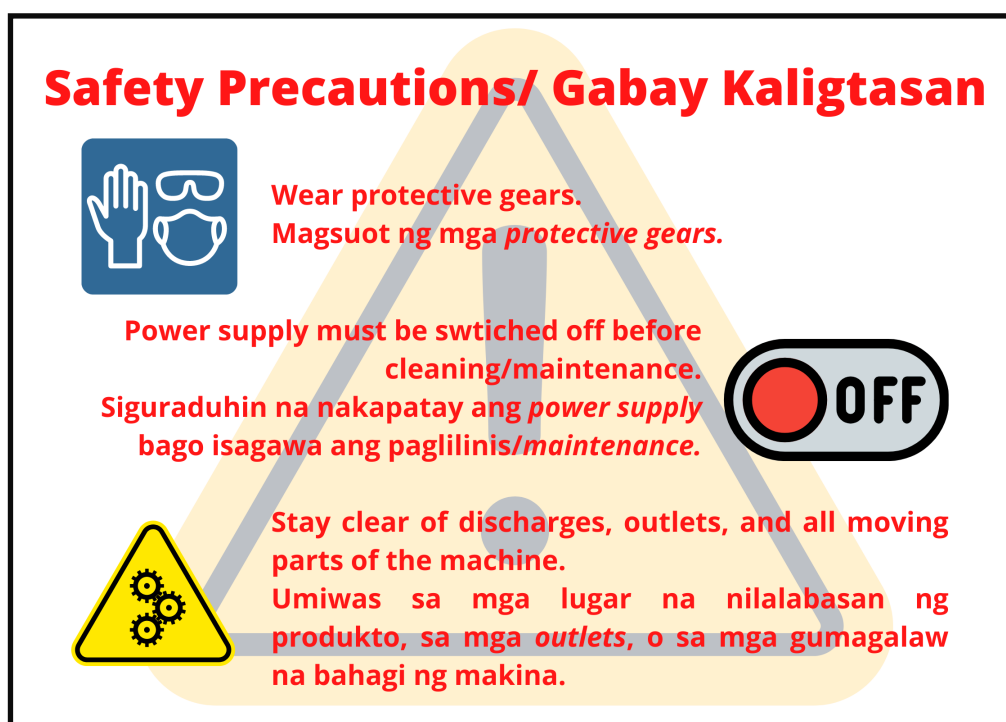 Safety Precautions/ Gabay Kaligtasan
Wear protective gears.
Magsuot ng mga protective gears.
Power supply must be swtiched off before
cleaning/maintenance.
Siguraduhin na nakapatay ang power supply
bago isagawa ang paglilinis/maintenance.
OFF
Stay clear of discharges, outlets, and all moving
parts of the machine.
Umiwas sa mga lugar na nilalabasan ng
produkto, sa mga outlets, o sa mga gumagalaw
na bahagi ng makina.